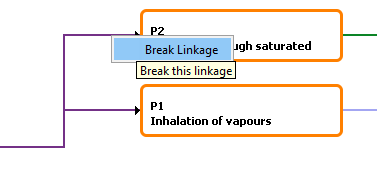 P2
Break Linkage
ugh saturated
Break this linkage
P1
Inhalation of vapours